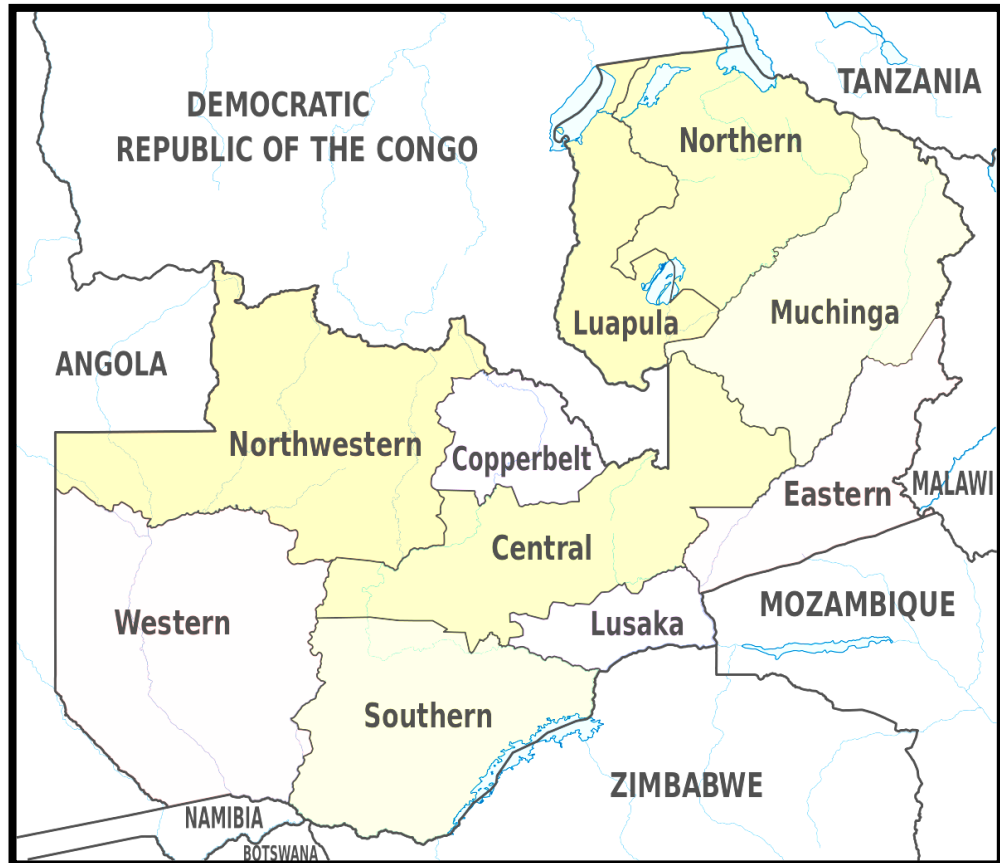 TANZANIA
DEMOCRATIC
REPUBLIC OF THE CONGO
Northern
Muchinga
Luapula
ANGOLA
Northwestern
Copperbelt
MALAWI
Eastern
Central
MOZAMBIQUE
Western
Lusaka
Southern
ZIMBABWE
NAMIBIA
BOTSWANA